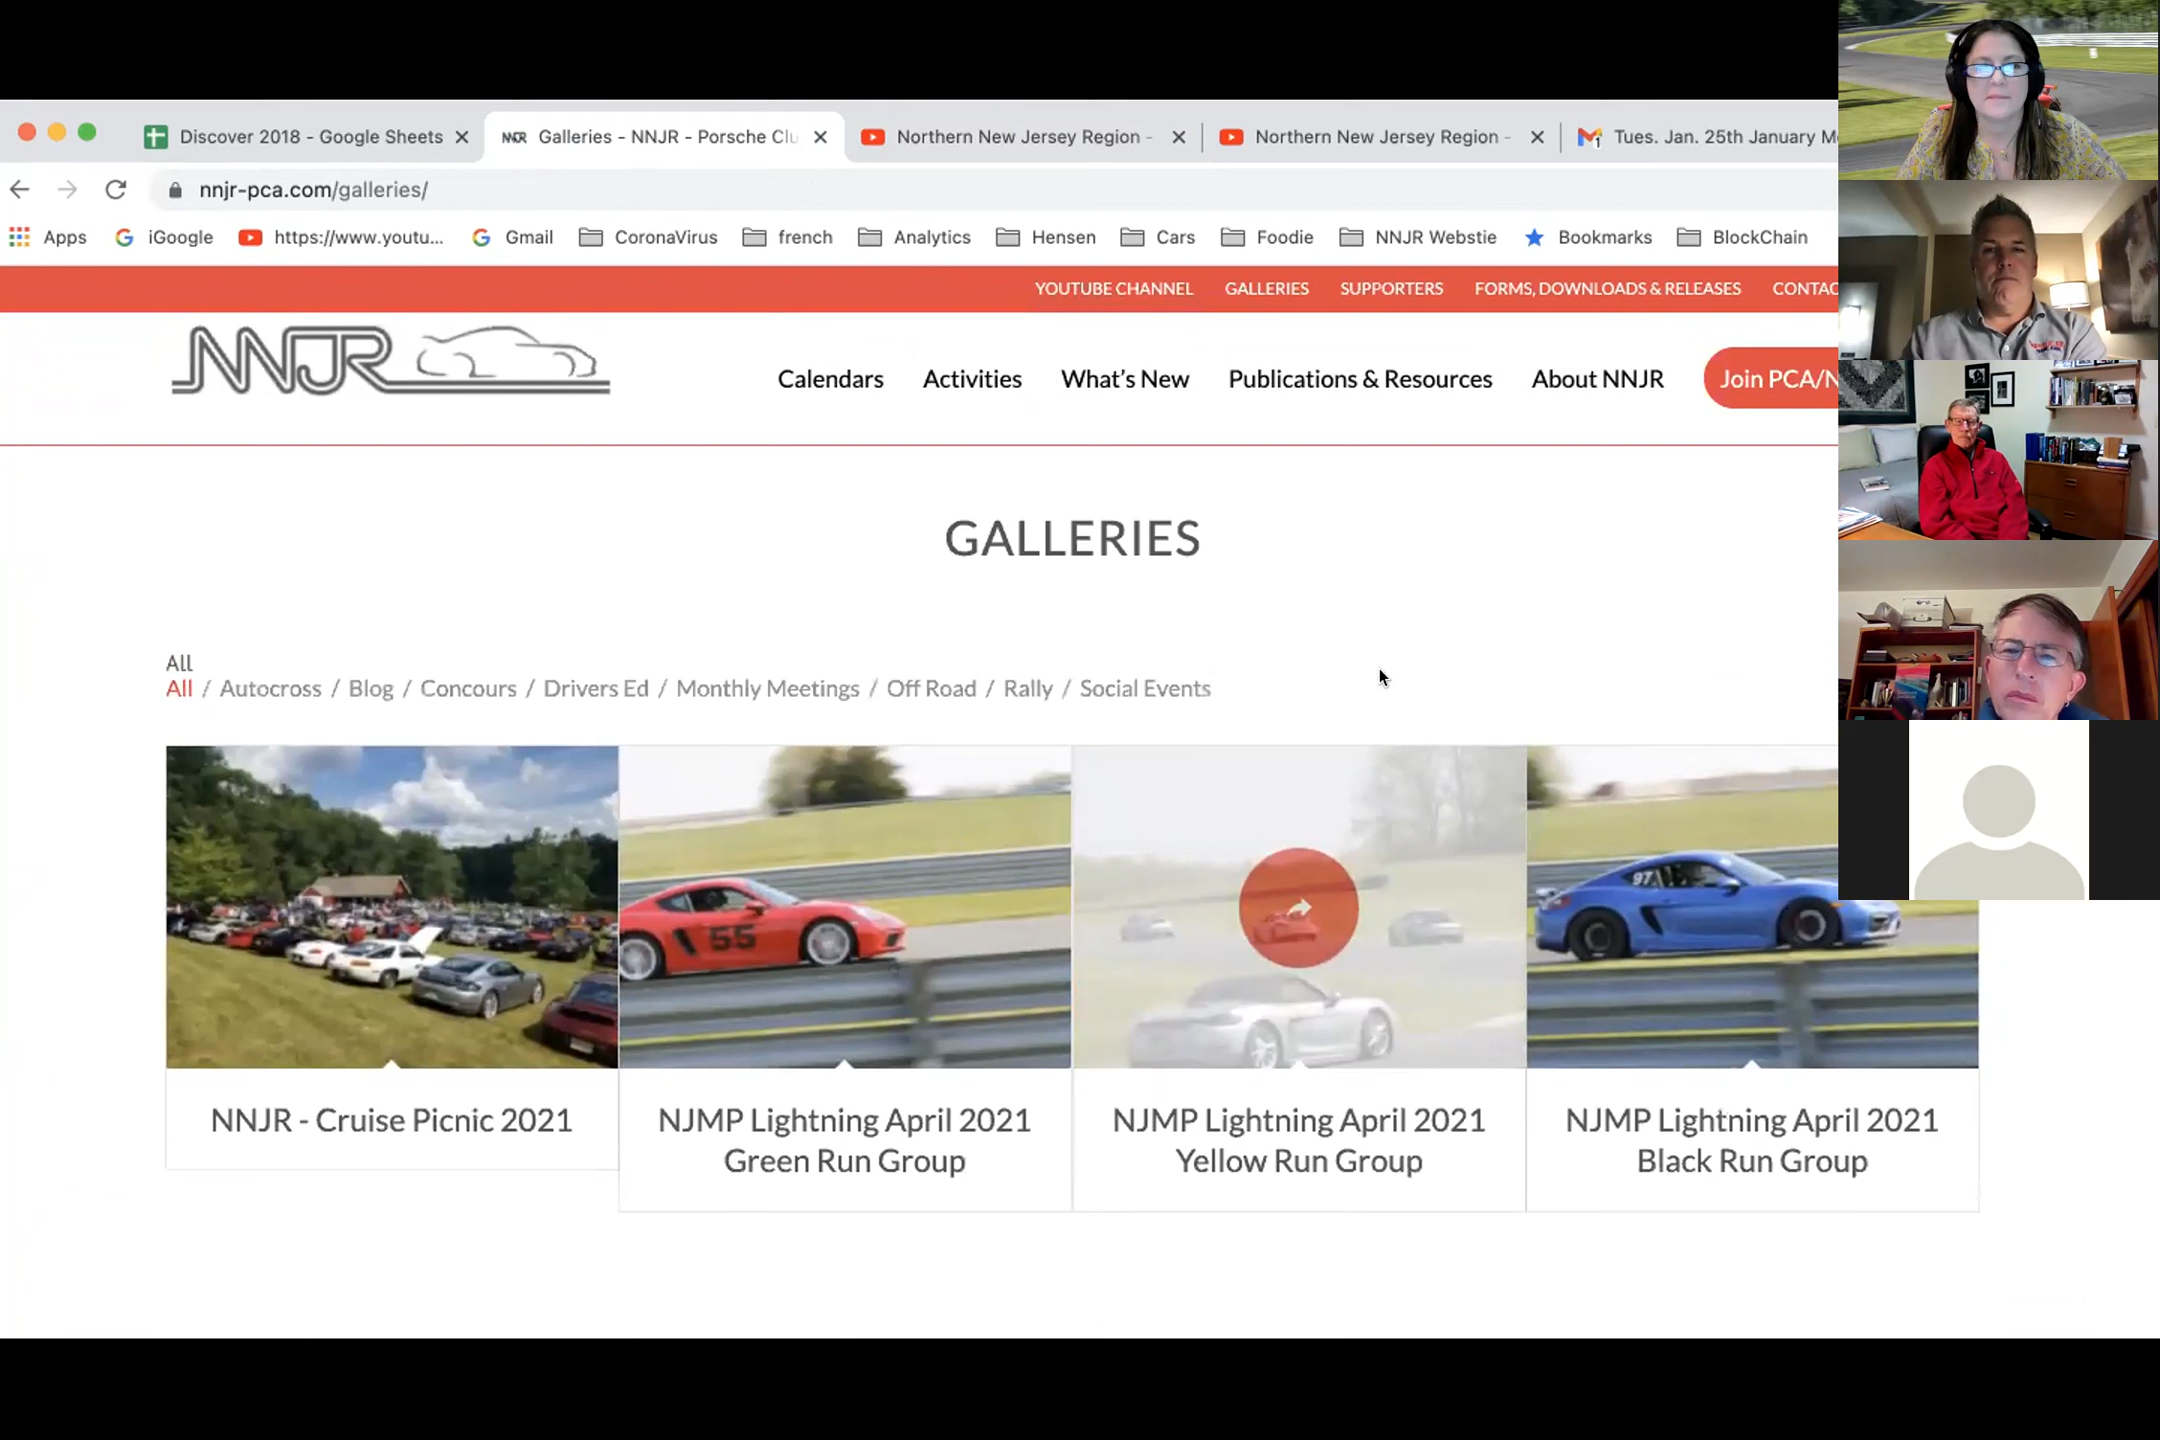 Discover 2018 - Google Sheets
NNJR Galleries - NNJR - Porsche Clu
Northern New Jersey Region -
Northern New Jersey Region -
1 Tues. Jan. 25th January M
nnjr-pca.com/galleries/
Apps iGoogle https://www.youtu... Gmail CoronaVirus french Analytics Hensen Cars Foodie NNJR Webstie Bookmarks BlockChain
YOUTUBE CHANNEL GALLERIES SUPPORTERS FORMS, DOWNLOADS & RELEASES CONTAC
NNJR
Calendars Activities What's New Publications & Resources About NNJR Join PCA/N
GALLERIES
All
All / Autocross / Blog / Concours / Drivers Ed / Monthly Meetings / Off Road / Rally / Social Events
55
97
NNJR - Cruise Picnic 2021
NJMP Lightning April 2021
Green Run Group
NJMP Lightning April 2021
Yellow Run Group
NJMP Lightning April 2021
Black Run Group